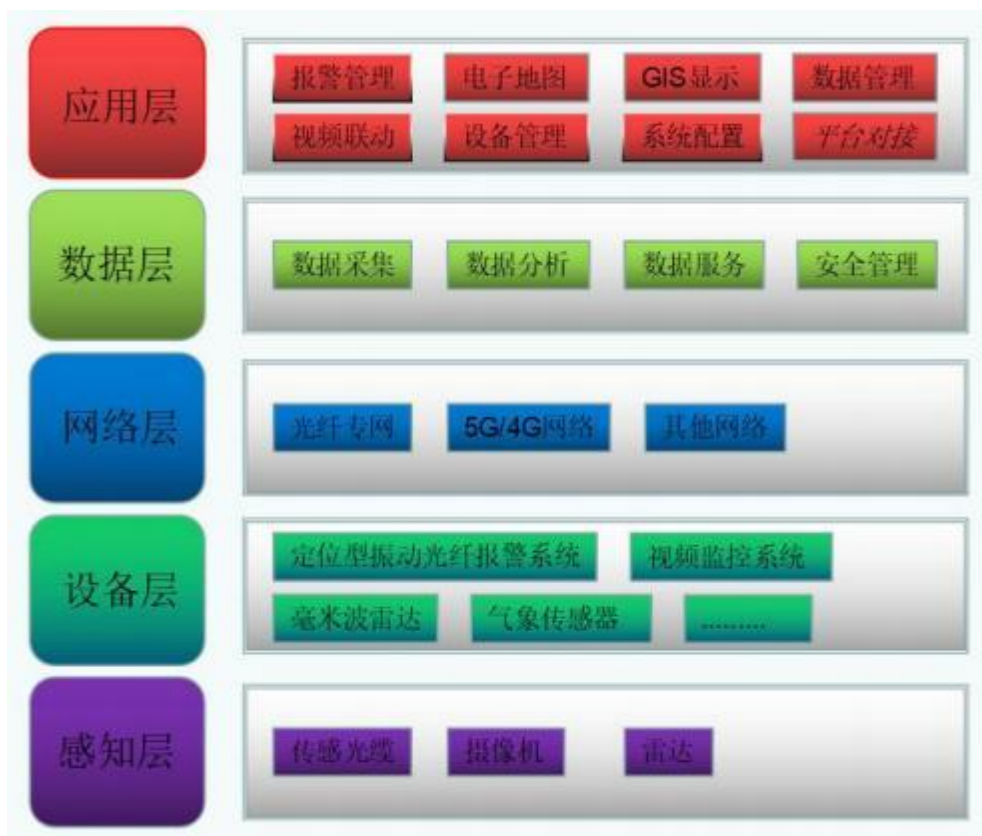 应用层
报警管理 电子地图 GIS显示 数据管理
视频联动 设备管理 系统配置 平台对接
数据层
数据采集 数据分析 数据服务 安全管理
网络层
光纤专网 5G/4G网络 其他网络
设备层
定位型振动光纤报警系统 视频监控系统
毫米波雷达 气象传感器 .........
感知层
传感光缆 摄像机 雷达